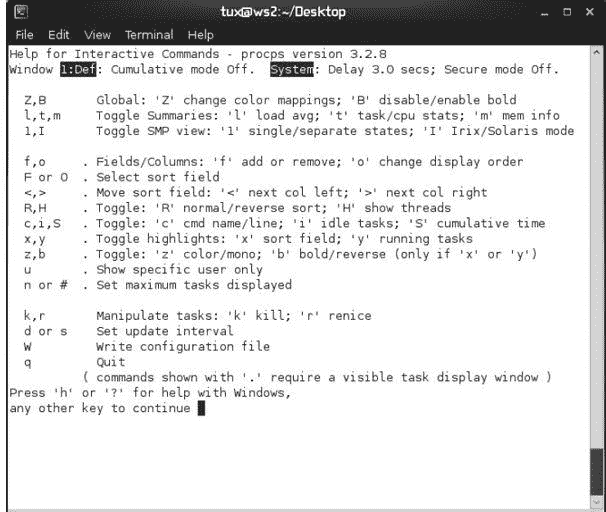 tux@ws2:~/Desktop
File Edit View Terminal Help
Help for Interactive Commands - procps version 3.2.8
Window 1:Def: Cumulative mode Off.  System: Delay 3.0 secs; Secure mode Off.
Z,B       Global: 'Z' change color mappings; 'B' disable/enable bold
l,t,m     Toggle Summaries: 'l' load avg; 't' task/cpu stats; 'm' mem info
1,I       Toggle SMP view: '1' single/separate states; 'I' Irix/Solaris mode
f,o     . Fields/Columns: 'f' add or remove; 'o' change display order
F or O  . Select sort field
<,>     . Move sort field: '<' next col left; '>' next col right
R,H     . Toggle: 'R' normal/reverse sort; 'H' show threads
c,i,S   . Toggle: 'c' cmd name/line; 'i' idle tasks; 'S' cumulative time
x,y     . Toggle highlights: 'x' sort field; 'y' running tasks
z,b     . Toggle: 'z' color/mono; 'b' bold/reverse (only if 'x' or 'y')
u       . Show specific user only
n or #  . Set maximum tasks displayed
k,r       Manipulate tasks: 'k' kill; 'r' renice
d or s    Set update interval
W         Write configuration file
q         Quit
( commands shown with '.' require a visible task display window )
Press 'h' or '?' for help with Windows,
any other key to continue